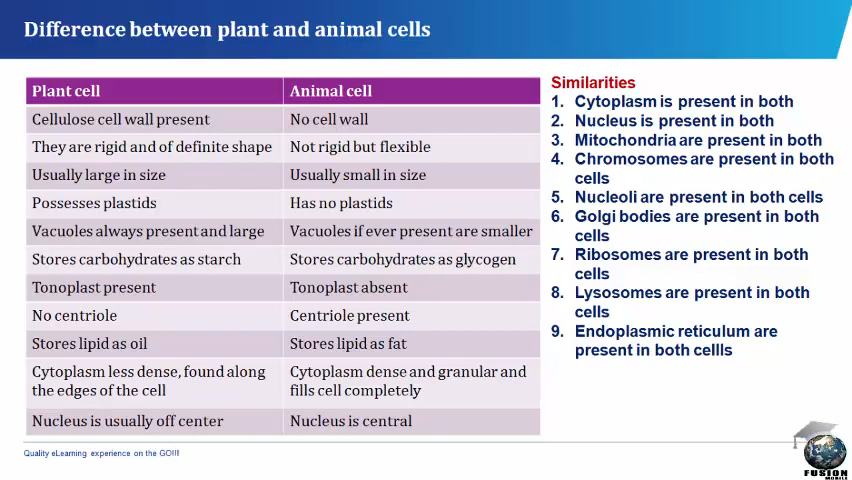 Difference between plant and animal cells
Plant cell
Animal cell
Cellulose cell wall present
No cell wall
They are rigid and of definite shape
Not rigid but flexible
Usually large in size
Usually small in size
Possesses plastids
Has no plastids
Vacuoles always present and large
Vacuoles if ever present are smaller
Stores carbohydrates as starch
Stores carbohydrates as glycogen
Tonoplast present
Tonoplast absent
No centriole
Centriole present
Stores lipid as oil
Stores lipid as fat
Cytoplasm less dense, found along
the edges of the cell
Cytoplasm dense and granular and
fills cell completely
Nucleus is usually off center
Nucleus is central
Similarities
1. Cytoplasm is present in both
2. Nucleus is present in both
3. Mitochondria are present in both
4. Chromosomes are present in both
cells
5. Nucleoli are present in both cells
6. Golgi bodies are present in both
cells
7. Ribosomes are present in both
cells
8. Lysosomes are present in both
cells
9. Endoplasmic reticulum are
present in both cellls
Quality eLearning experience on the GO!!!
FUSION
MOBILE